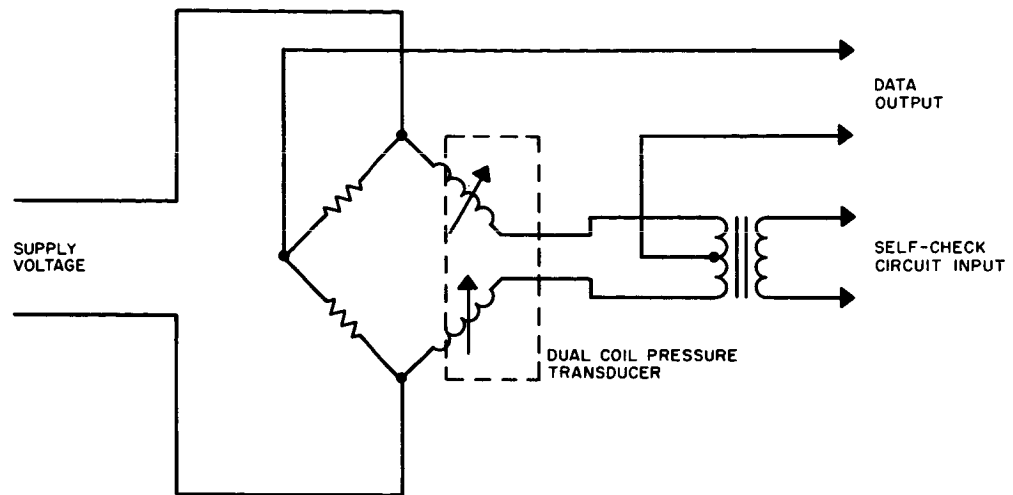 SUPPLY
VOLTAGE
DATA
OUTPUT
SELF-CHECK
CIRCUIT INPUT
DUAL COIL PRESSURE
TRANSDUCER